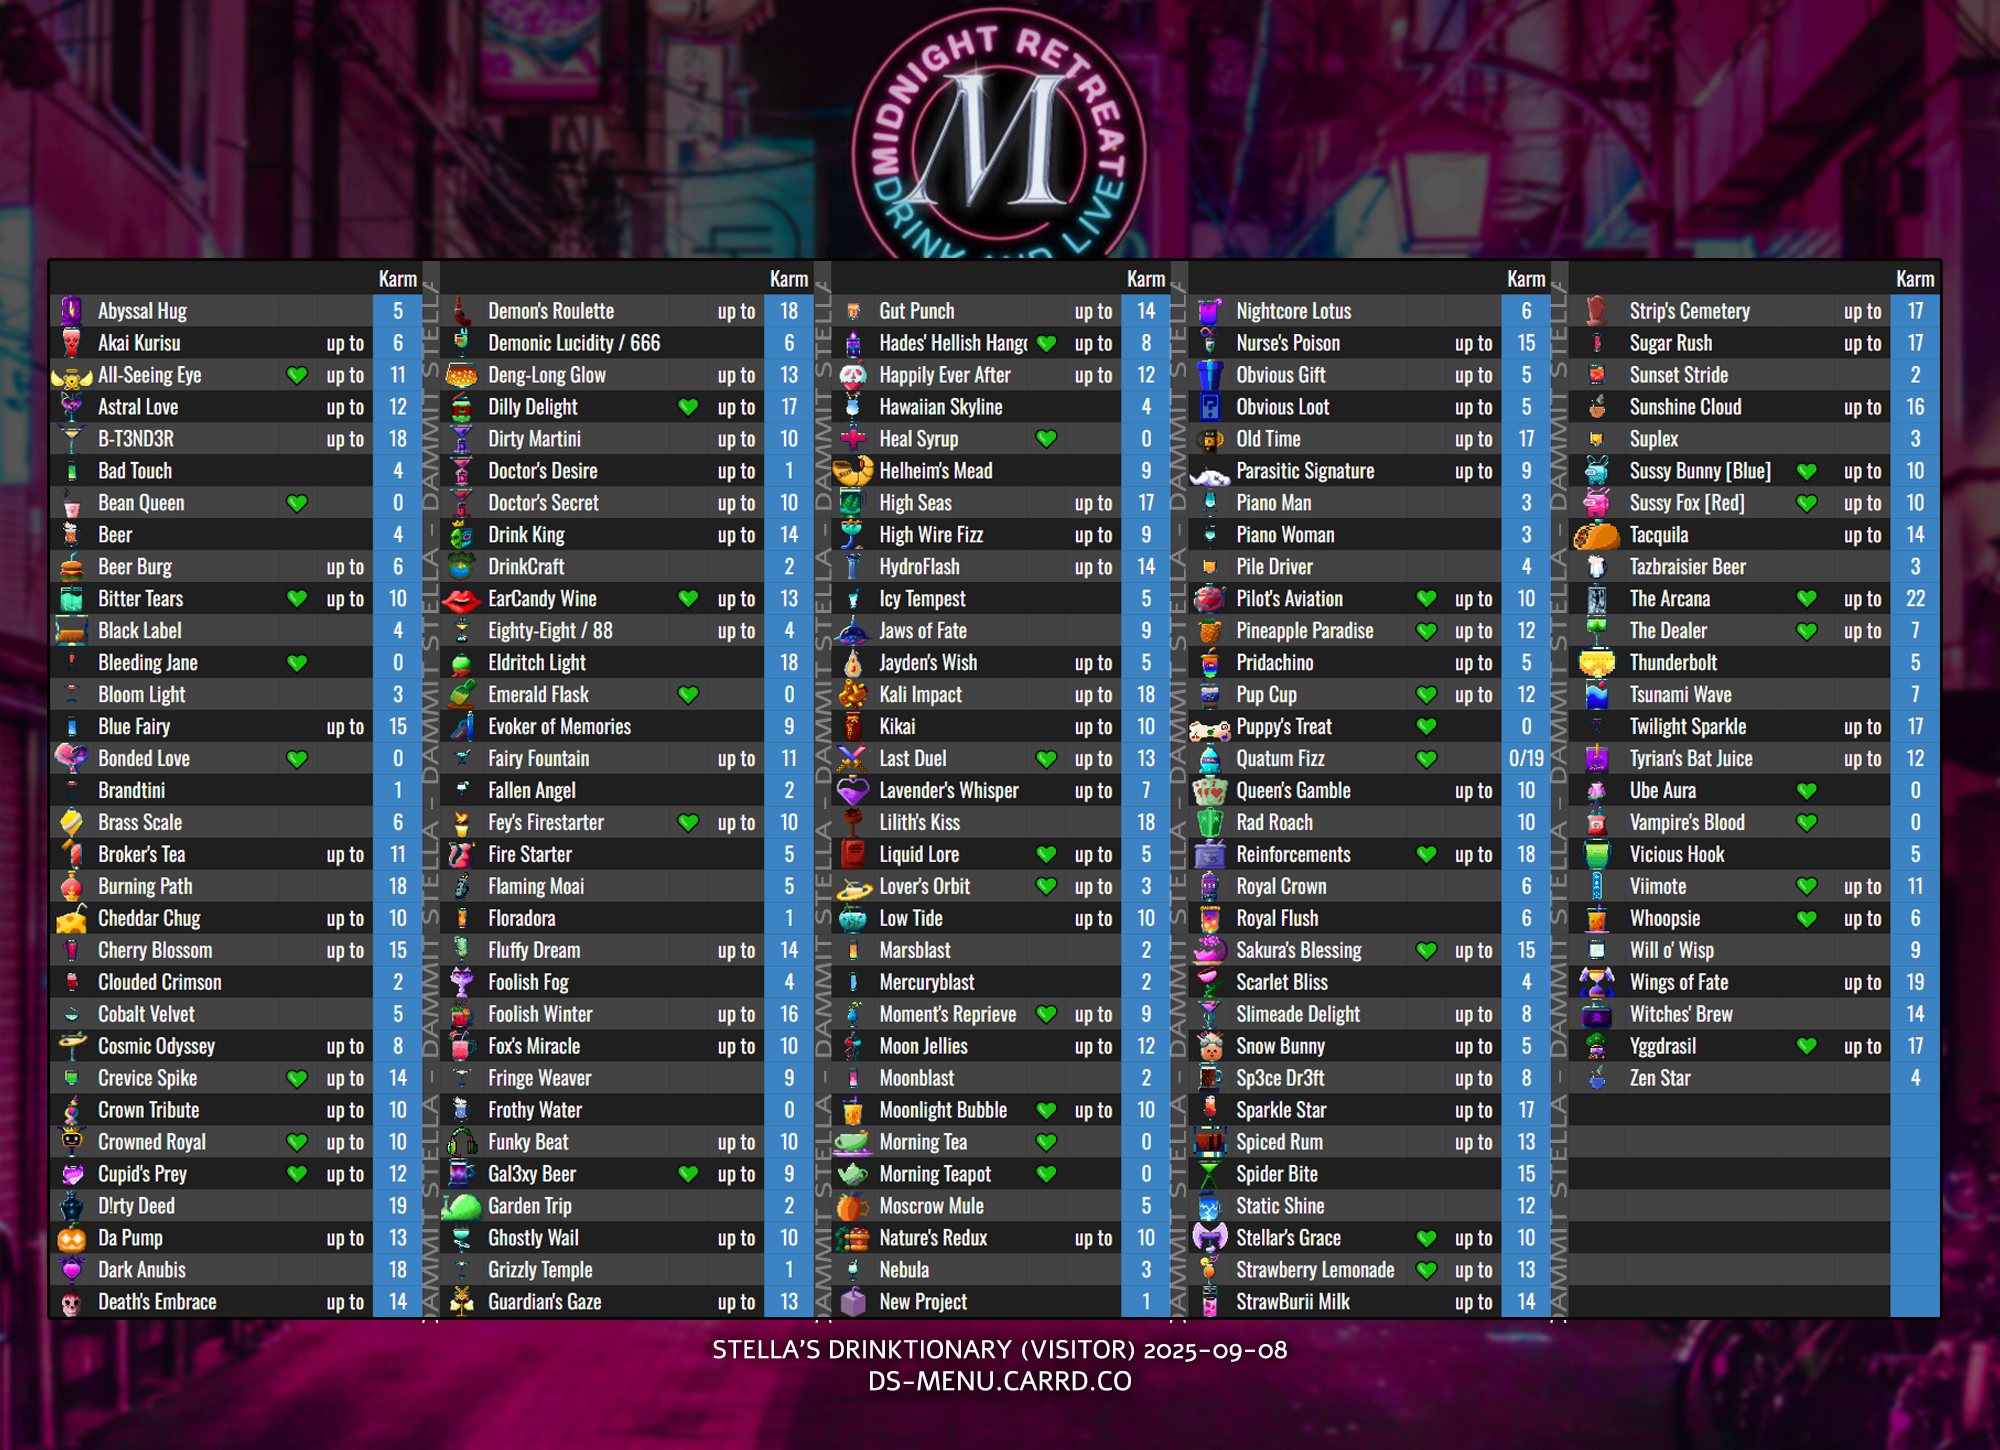 MIDNIGHT RETREAT
M
DRINK AND LIVE
Karm
Abyssal Hug 5
Akai Kurisu up to 6
All-Seeing Eye up to 11
Astral Love up to 12
B-T3ND3R up to 18
Bad Touch 4
Bean Queen 0
Beer 4
Beer Burg up to 6
Bitter Tears up to 10
Black Label 4
Bleeding Jane 0
Bloom Light 3
Blue Fairy up to 15
Bonded Love 0
Brandtini 1
Brass Scale 6
Broker's Tea up to 11
Burning Path 18
Cheddar Chug up to 10
Cherry Blossom up to 15
Clouded Crimson 2
Cobalt Velvet 5
Cosmic Odyssey up to 8
Crevice Spike up to 14
Crown Tribute up to 10
Crowned Royal up to 10
Cupid's Prey up to 12
D!rty Deed 19
Da Pump up to 13
Dark Anubis 18
Death's Embrace up to 14
STELLA - DAMMIT STELLA - DAMMIT STELLA - DAMMIT STELLA - DAMMIT
Karm
Demon's Roulette up to 18
Demonic Lucidity / 666 6
Deng-Long Glow up to 13
Dilly Delight up to 17
Dirty Martini up to 10
Doctor's Desire up to 1
Doctor's Secret up to 10
Drink King up to 14
DrinkCraft 2
EarCandy Wine up to 13
Eighty-Eight / 88 up to 4
Eldritch Light 18
Emerald Flask 0
Evoker of Memories 9
Fairy Fountain up to 11
Fallen Angel 2
Fey's Firestarter up to 10
Fire Starter 5
Flaming Moai 5
Floradora 1
Fluffy Dream up to 14
Foolish Fog 4
Foolish Winter up to 16
Fox's Miracle up to 10
Fringe Weaver 9
Frothy Water 0
Funky Beat up to 10
Gal3xy Beer up to 9
Garden Trip 2
Ghostly Wail up to 10
Grizzly Temple 1
Guardian's Gaze up to 13
STELLA - DAMMIT STELLA - DAMMIT STELLA - DAMMIT STELLA - DAMMIT
Karm
Gut Punch up to 14
Hades' Hellish Hang up to 8
Happily Ever After up to 12
Hawaiian Skyline 4
Heal Syrup 0
Helheim's Mead 9
High Seas up to 17
High Wire Fizz up to 9
HydroFlash up to 14
Icy Tempest 5
Jaws of Fate 9
Jayden's Wish up to 5
Kali Impact up to 18
Kikai up to 10
Last Duel up to 13
Lavender's Whisper up to 7
Lilith's Kiss 18
Liquid Lore up to 5
Lover's Orbit up to 3
Low Tide up to 10
Marsblast 2
Mercuryblast 2
Moment's Reprieve up to 9
Moon Jellies up to 12
Moonblast 2
Moonlight Bubble up to 10
Morning Tea 0
Morning Teapot 0
Moscrow Mule 5
Nature's Redux up to 10
Nebula 3
New Project 1
STELLA - DAMMIT STELLA - DAMMIT STELLA - DAMMIT STELLA - DAMMIT
Karm
Nightcore Lotus 6
Nurse's Poison up to 15
Obvious Gift up to 5
Obvious Loot up to 5
Old Time up to 17
Parasitic Signature up to 9
Piano Man 3
Piano Woman 3
Pile Driver 4
Pilot's Aviation up to 10
Pineapple Paradise up to 12
Pridachino up to 5
Pup Cup up to 12
Puppy's Treat 0
Quatum Fizz 0/19
Queen's Gamble up to 10
Rad Roach 10
Reinforcements up to 18
Royal Crown 6
Royal Flush 6
Sakura's Blessing up to 15
Scarlet Bliss 4
Slimeade Delight up to 8
Snow Bunny up to 5
Sp3ce Dr3ft up to 8
Sparkle Star up to 17
Spiced Rum up to 13
Spider Bite 15
Static Shine 12
Stellar's Grace up to 10
Strawberry Lemonade up to 13
StrawBurii Milk up to 14
STELLA - DAMMIT STELLA - DAMMIT STELLA - DAMMIT STELLA - DAMMIT
Karm
Strip's Cemetery up to 17
Sugar Rush up to 17
Sunset Stride 2
Sunshine Cloud up to 16
Suplex 3
Sussy Bunny [Blue] up to 10
Sussy Fox [Red] up to 10
Tacquila up to 14
Tazbraisier Beer 3
The Arcana up to 22
The Dealer up to 7
Thunderbolt 5
Tsunami Wave 7
Twilight Sparkle up to 17
Tyrian's Bat Juice up to 12
Ube Aura 0
Vampire's Blood 0
Vicious Hook 5
Viimote up to 11
Whoopsie up to 6
Will o' Wisp 9
Wings of Fate up to 19
Witches' Brew 14
Yggdrasil up to 17
Zen Star 4
STELLA'S DRINKTIONARY (VISITOR) 2025-09-08
DS-MENU.CARRD.CO